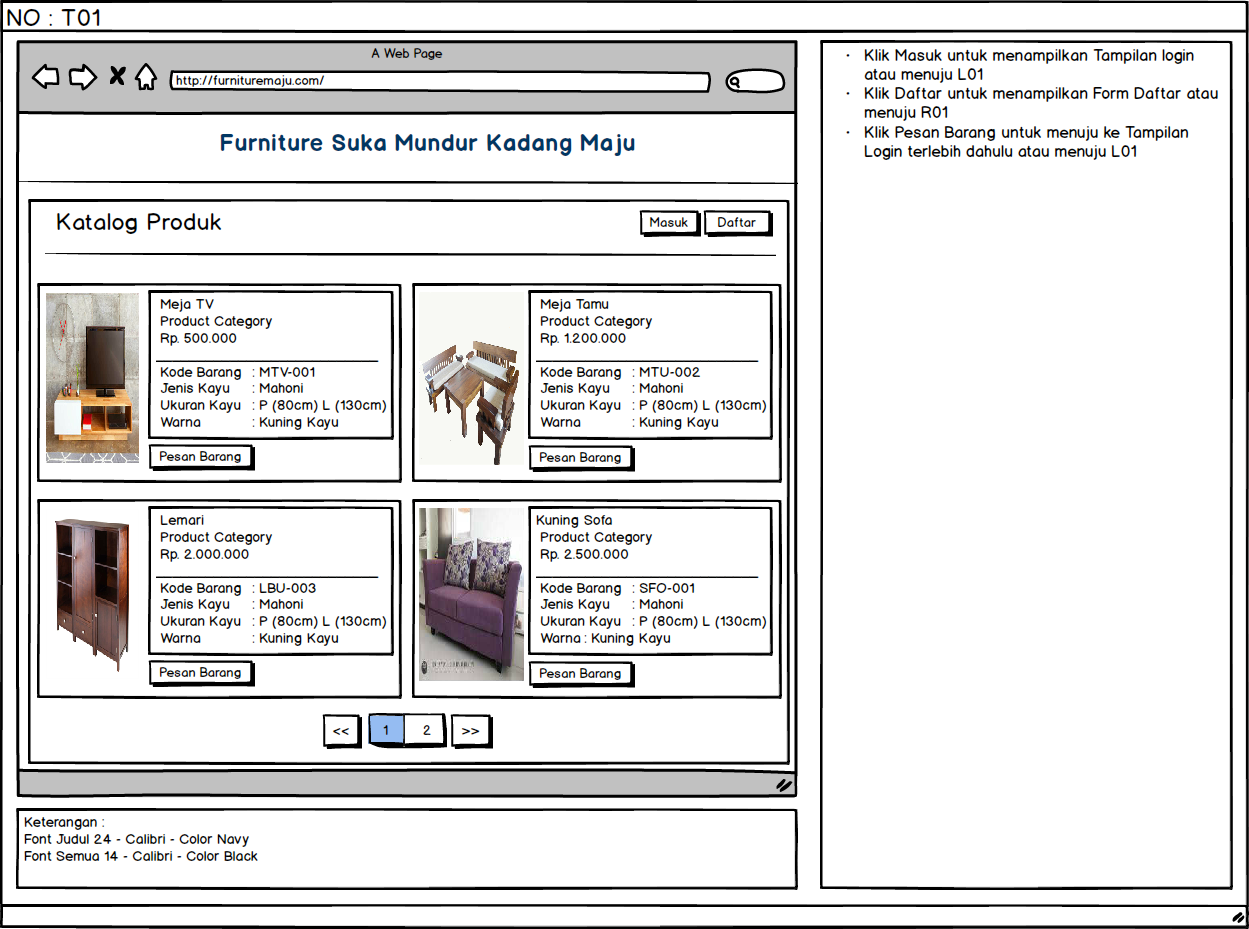 NO : T01
A Web Page
http://furnituremaju.com/
Furniture Suka Mundur Kadang Maju
Katalog Produk
Masuk
Daftar
Meja TV
Product Category
Rp. 500.000
Kode Barang : MTV-001
Jenis Kayu : Mahoni
Ukuran Kayu : P (80cm) L (130cm)
Warna : Kuning Kayu
Pesan Barang
Meja Tamu
Product Category
Rp. 1.200.000
Kode Barang : MTU-002
Jenis Kayu : Mahoni
Ukuran Kayu : P (80cm) L (130cm)
Warna : Kuning Kayu
Pesan Barang
Lemari
Product Category
Rp. 2.000.000
Kode Barang : LBU-003
Jenis Kayu : Mahoni
Ukuran Kayu : P (80cm) L (130cm)
Warna : Kuning Kayu
Pesan Barang
Kuning Sofa
Product Category
Rp. 2.500.000
Kode Barang : SFO-001
Jenis Kayu : Mahoni
Ukuran Kayu : P (80cm) L (130cm)
Warna : Kuning Kayu
Pesan Barang
<< 1 2 >>
Keterangan :
Font Judul 24 - Calibri - Color Navy
Font Semua 14 - Calibri - Color Black
· Klik Masuk untuk menampilkan Tampilan login
atau menuju L01
· Klik Daftar untuk menampilkan Form Daftar atau
menuju R01
· Klik Pesan Barang untuk menuju ke Tampilan
Login terlebih dahulu atau menuju L01